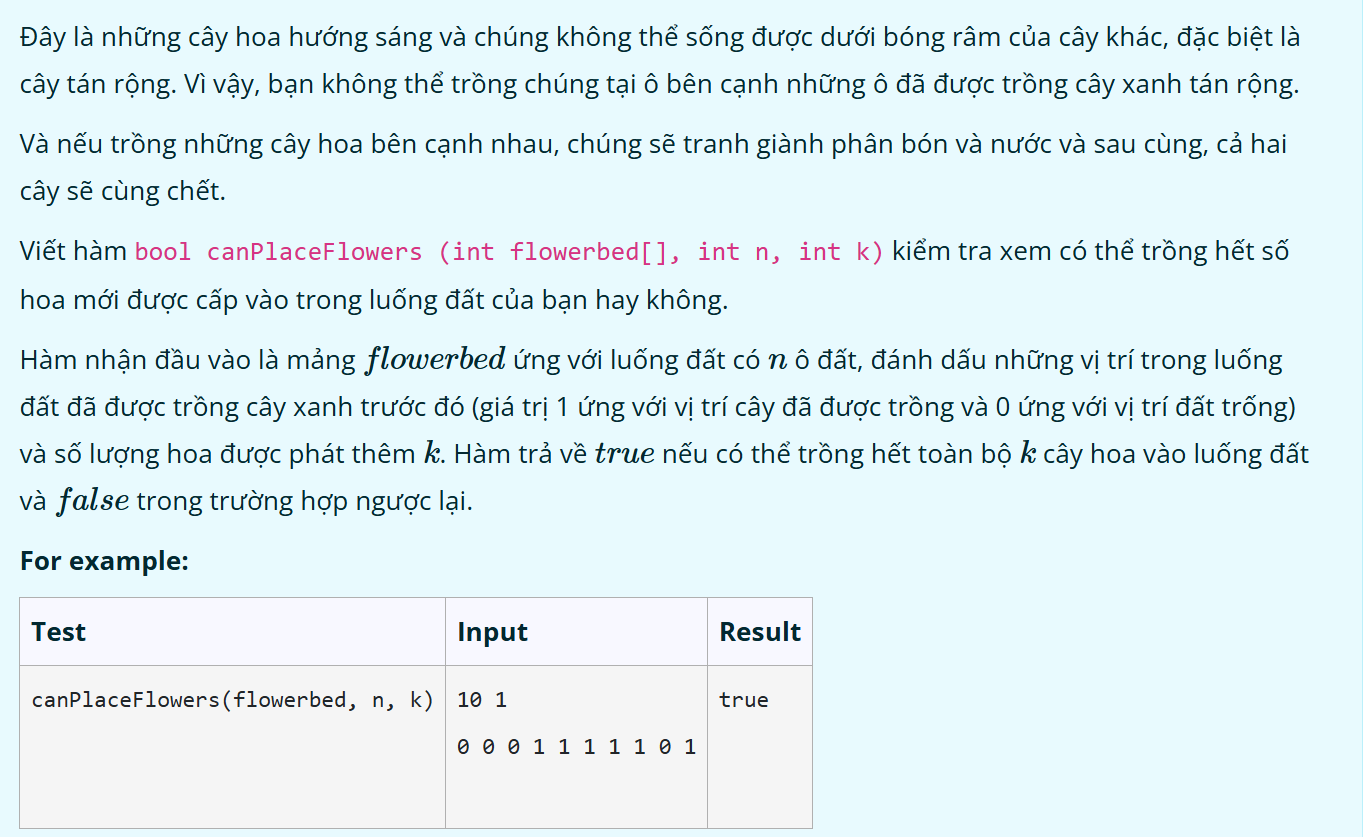 Đây là những cây hoa hướng sáng và chúng không thể sống được dưới bóng râm của cây khác, đặc biệt là
cây tán rộng. Vì vậy, bạn không thể trồng chúng tại ô bên cạnh những ô đã được trồng cây xanh tán rộng.
Và nếu trồng những cây hoa bên cạnh nhau, chúng sẽ tranh giành phân bón và nước và sau cùng, cả hai
cây sẽ cùng chết.
Viết hàm bool canPlaceFlowers (int flowerbed[], int n, int k) kiểm tra xem có thể trồng hết số
hoa mới được cấp vào trong luống đất của bạn hay không.
Hàm nhận đầu vào là mảng flowerbed ứng với luống đất có n ô đất, đánh dấu những vị trí trong luống
đất đã được trồng cây xanh trước đó (giá trị 1 ứng với vị trí cây đã được trồng và 0 ứng với vị trí đất trống)
và số lượng hoa được phát thêm k. Hàm trả về true nếu có thể trồng hết toàn bộ k cây hoa vào luống đất
và false trong trường hợp ngược lại.
For example:
Test Input Result
canPlaceFlowers(flowerbed, n, k) 10 1 true
0 0 0 1 1 1 1 1 0 1